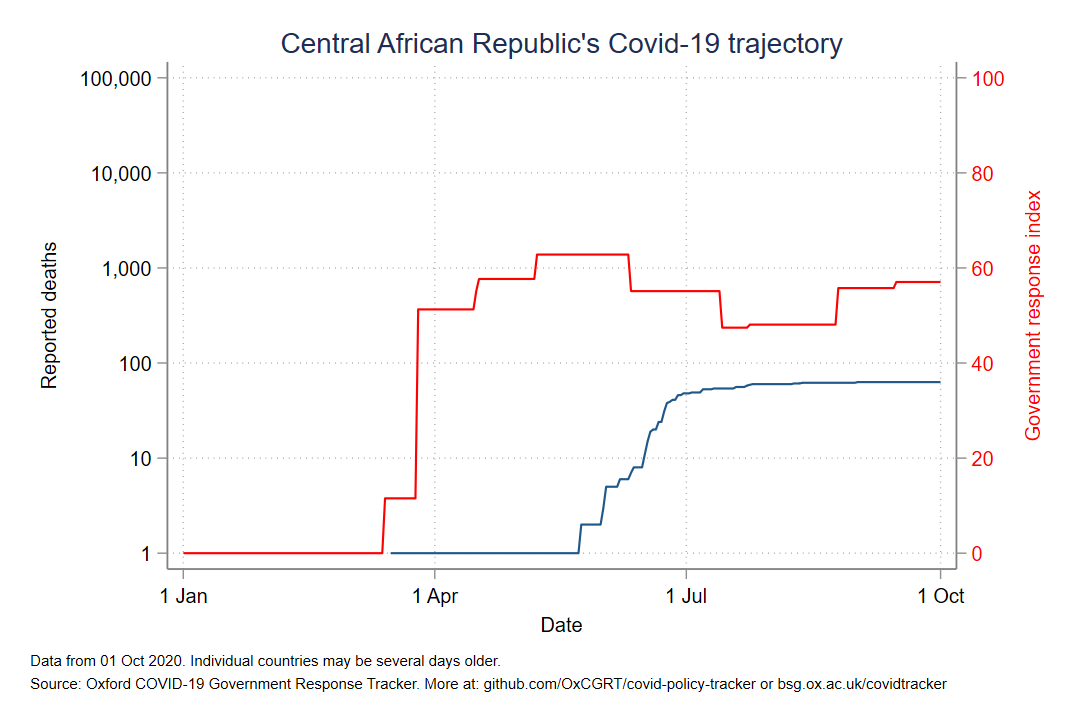 Central African Republic's Covid-19 trajectory
100,000
10,000
1,000
100
10
1
Reported deaths
100
80
60
40
20
0
Government response index
1 Jan
1 Apr
1 Jul
1 Oct
Date
Data from 01 Oct 2020. Individual countries may be several days older.
Source: Oxford COVID-19 Government Response Tracker. More at: github.com/OxCGRT/covid-policy-tracker or bsg.ox.ac.uk/covidtracker